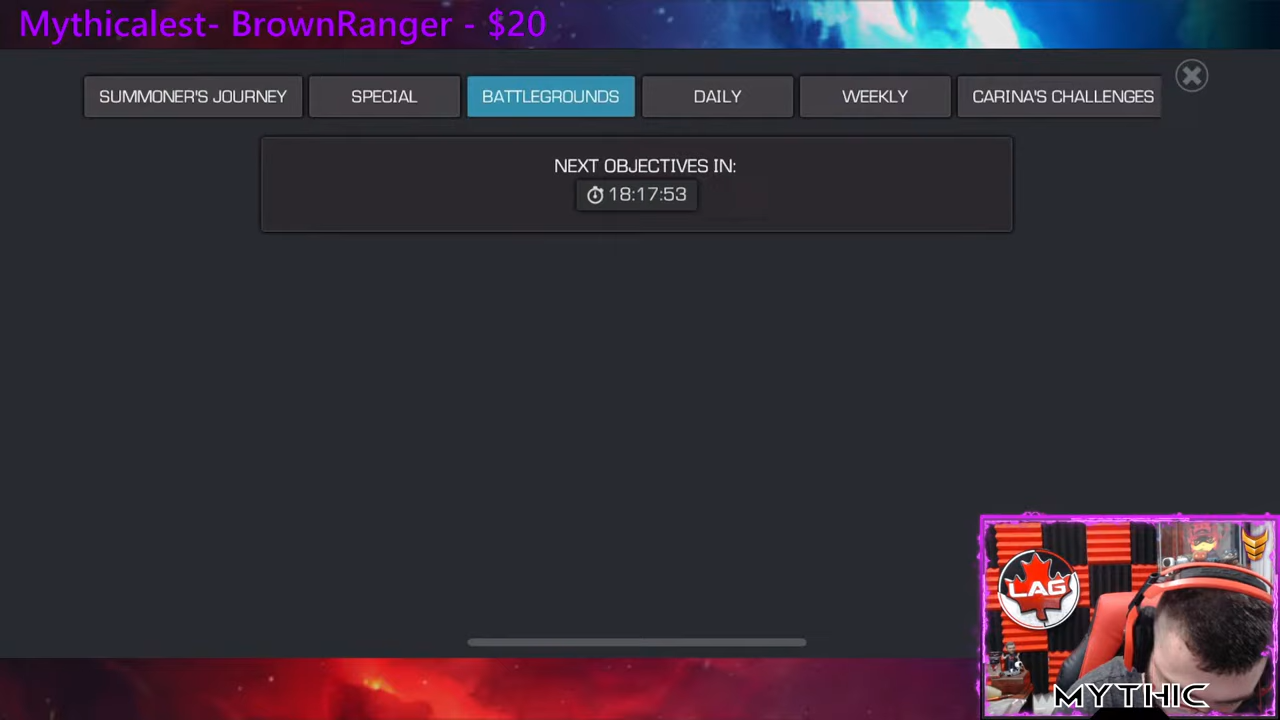 Mythicalest- BrownRanger - $20
SUMMONER'S JOURNEY
SPECIAL
BATTLEGROUNDS
DAILY
WEEKLY
CARINA'S CHALLENGES
NEXT OBJECTIVES IN:
18:17:53
LAG
MYTHIC